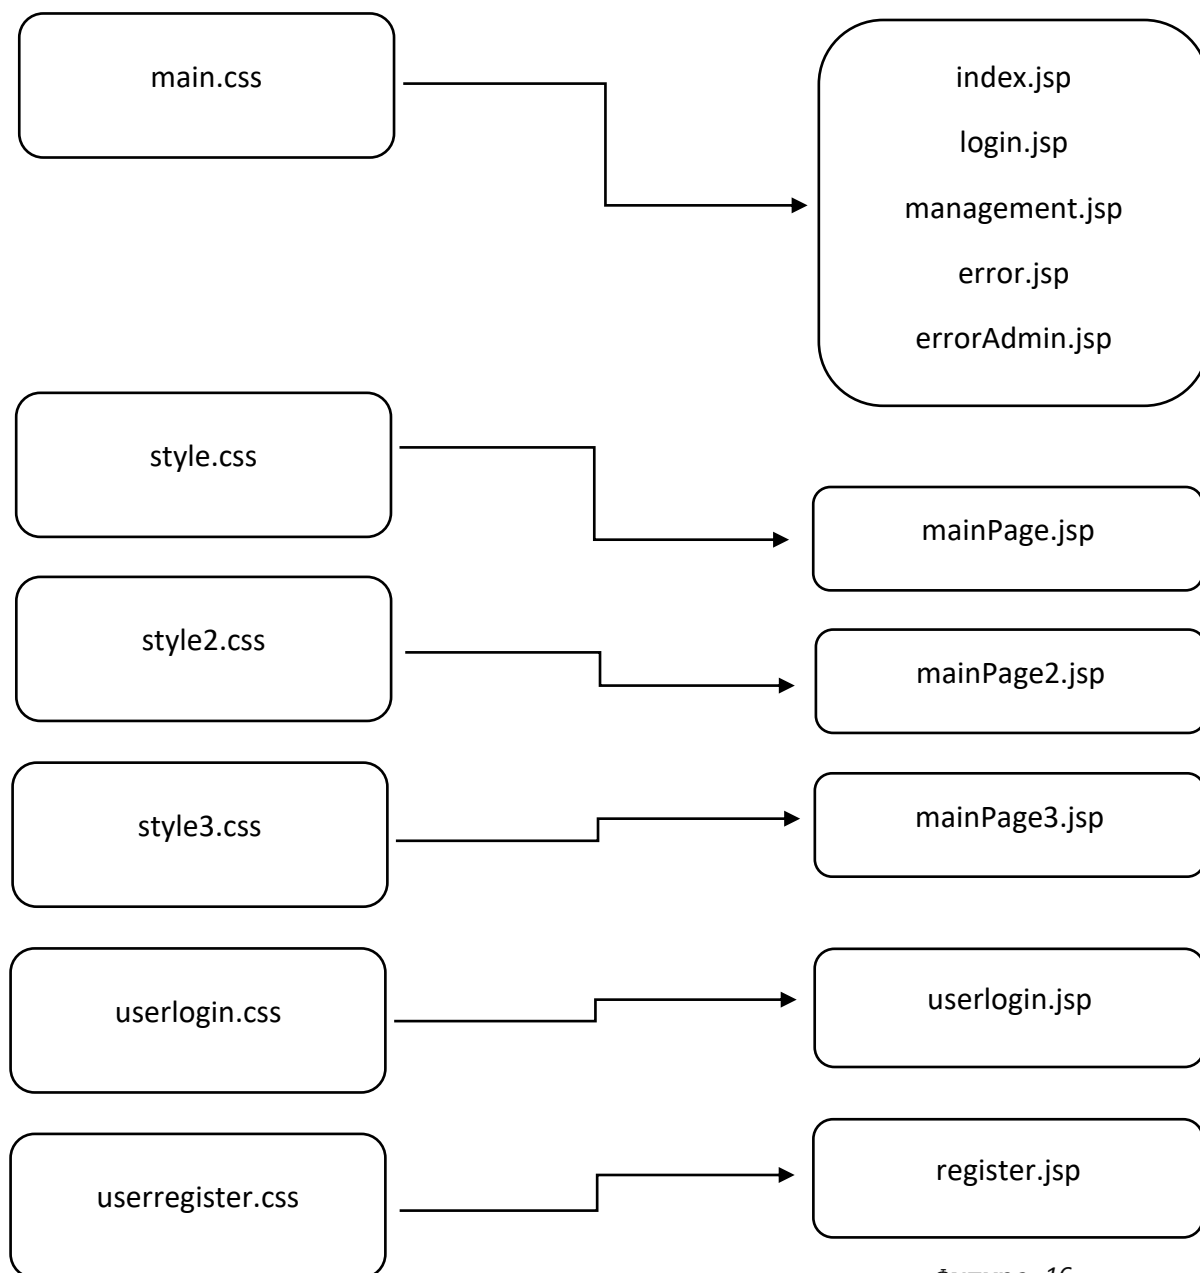 main.css
index.jsp
login.jsp
management.jsp
error.jsp
errorAdmin.jsp
style.css
mainPage.jsp
style2.css
mainPage2.jsp
style3.css
mainPage3.jsp
userlogin.css
userlogin.jsp
userregister.css
register.jsp
16